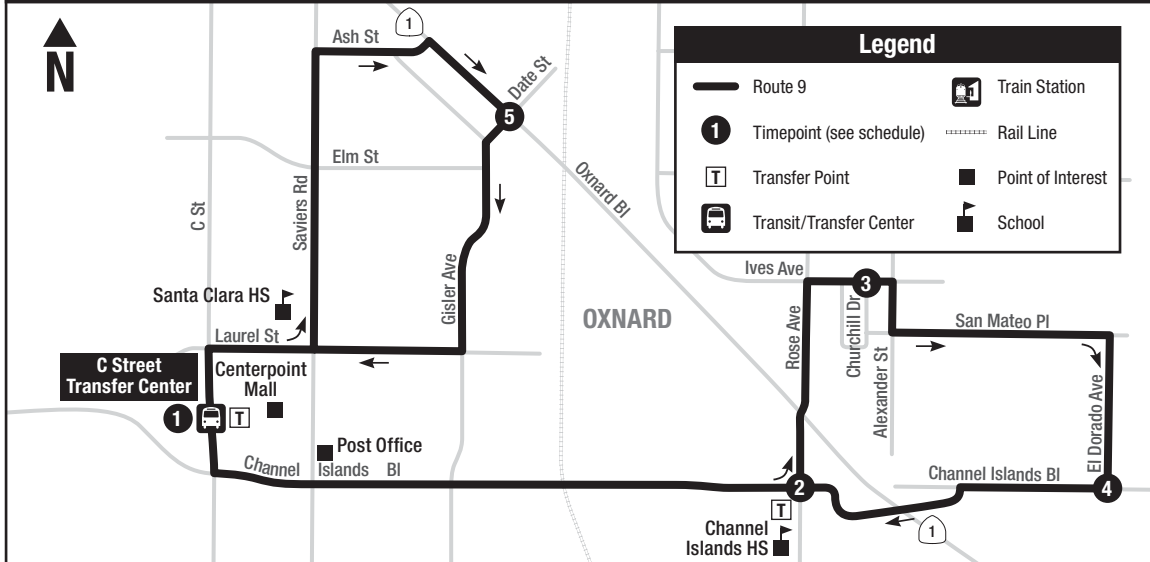 N
1
Ash St
Date St
5
Elm St
Oxnard Bl
C St
Saviers Rd
Gisler Ave
Santa Clara HS
Laurel St
C Street
Transfer Center
Centerpoint
Mall
1
T
Post Office
Channel Islands Bl
OXNARD
Legend
Route 9
Train Station
1
Timepoint (see schedule)
Rail Line
T
Transfer Point
Point of Interest
Transit/Transfer Center
School
Ives Ave
3
Rose Ave
Churchill Dr
Alexander St
San Mateo Pl
El Dorado Ave
Channel Islands Bl
2
4
T
1
Channel
Islands HS